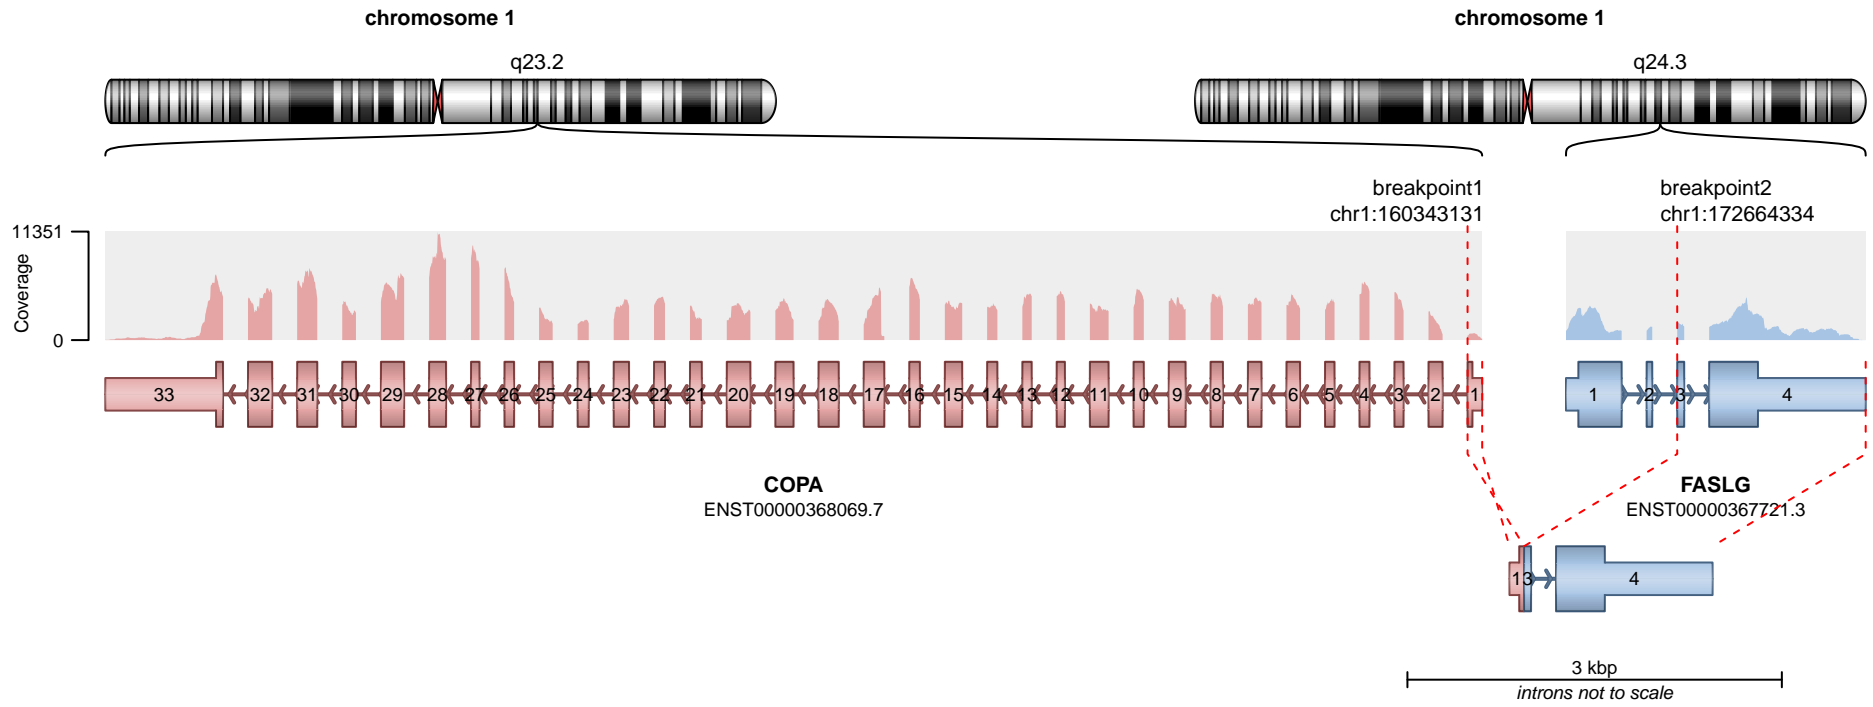 chromosome 1
chromosome 1
q23.2
q24.3
breakpoint1
chr1:160343131
breakpoint2
chr1:172664334
11351
Coverage
0
33 32 31 30 29 28 27 26 25 24 23 22 21 20 19 18 17 16 15 14 13 12 11 10 9 8 7 6 5 4 3 2 1
1 2 3 4
COPA
ENST00000368069.7
FASLG
ENST00000367721.3
1 3 4
3 kbp
introns not to scale